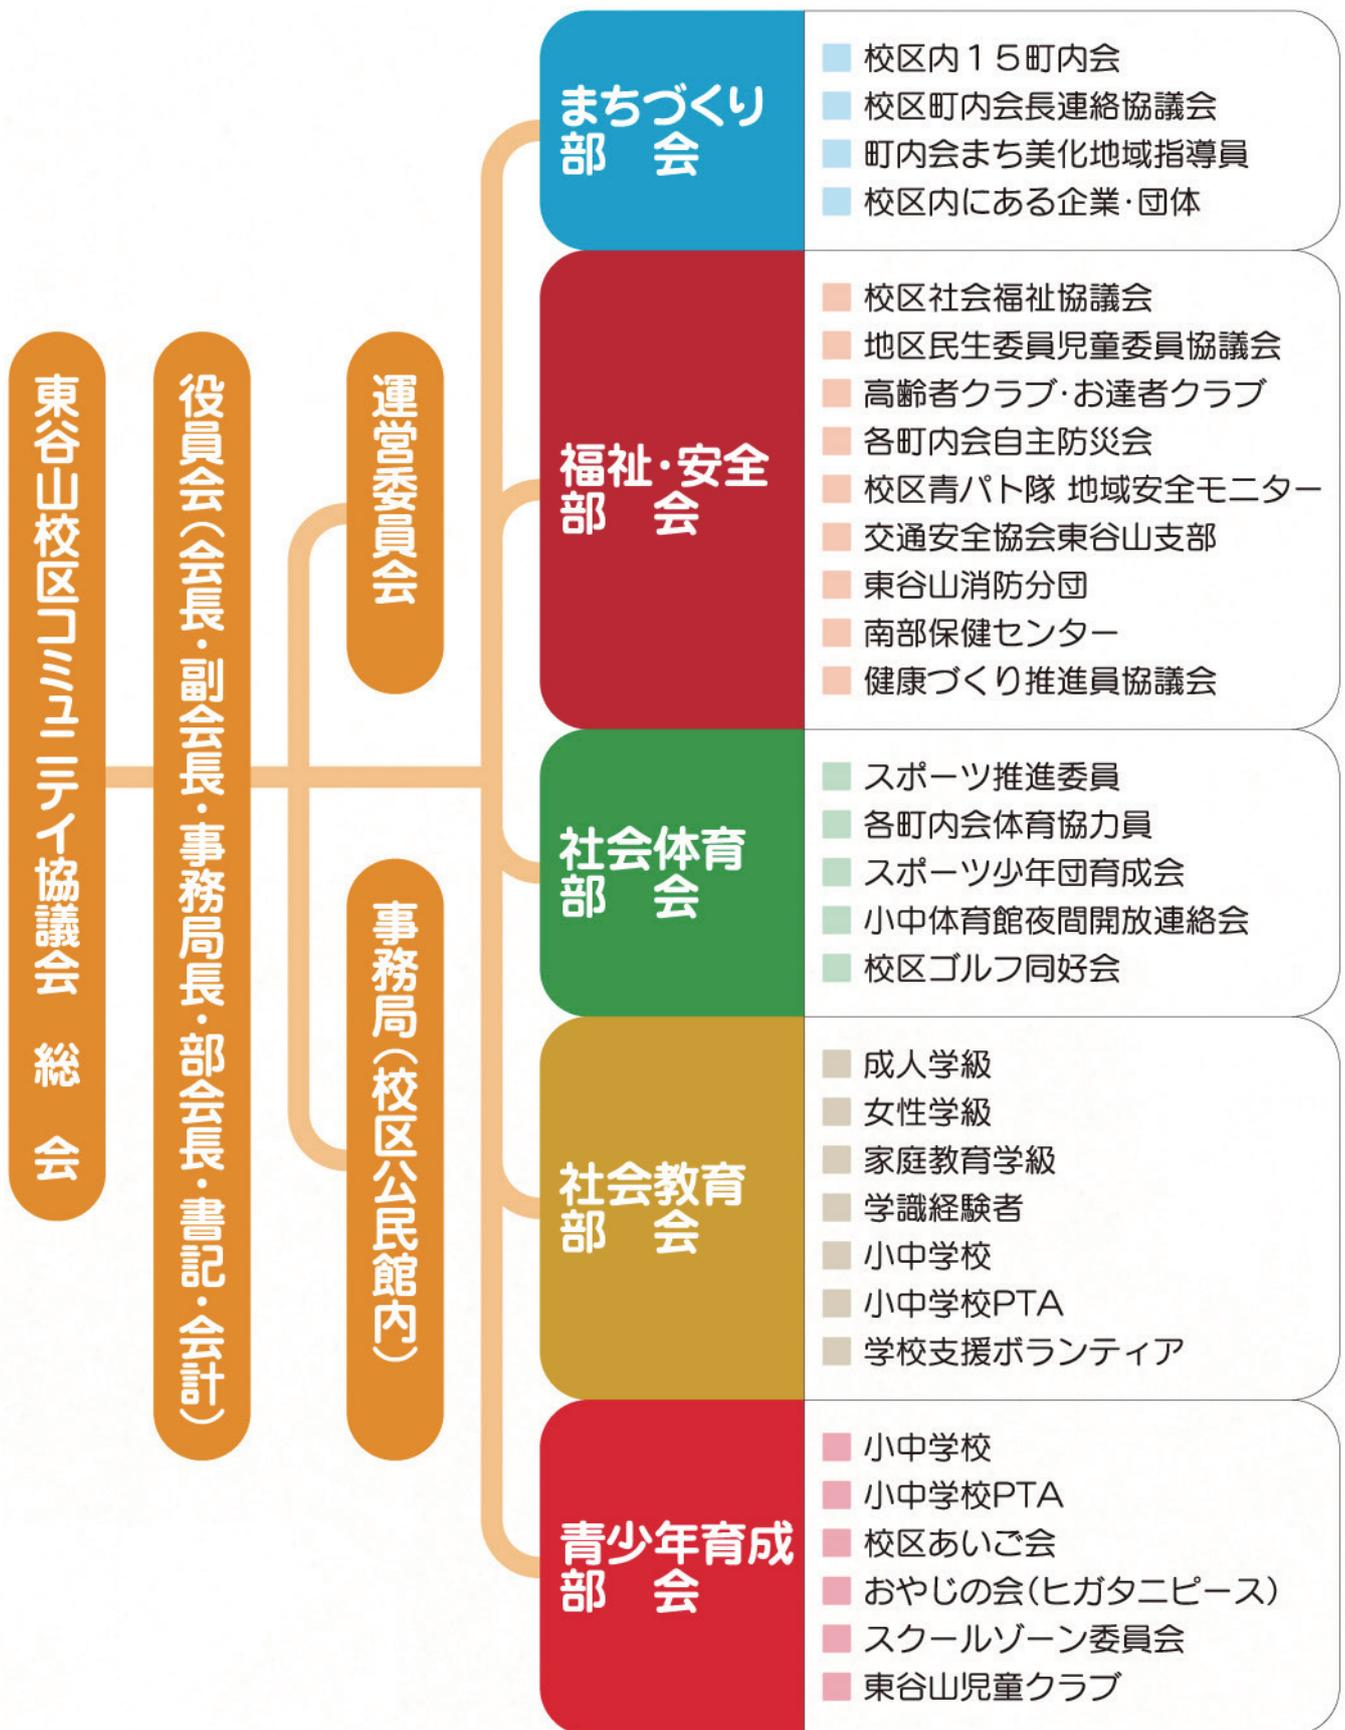 東谷山校区コミュニテイ協議会　総　会
役員会（会長・副会長・事務局長・部会長・書記・会計）
運営委員会
事務局（校区公民館内）
まちづくり
部　会
校区内１５町内会
校区町内会長連絡協議会
町内会まち美化地域指導員
校区内にある企業・団体
福祉・安全
部　会
校区社会福祉協議会
地区民生委員児童委員協議会
高齢者クラブ・お達者クラブ
各町内会自主防災会
校区青パト隊 地域安全モニター
交通安全協会東谷山支部
東谷山消防分団
南部保健センター
健康づくり推進員協議会
社会体育
部　会
スポーツ推進委員
各町内会体育協力員
スポーツ少年団育成会
小中体育館夜間開放連絡会
校区ゴルフ同好会
社会教育
部　会
成人学級
女性学級
家庭教育学級
学識経験者
小中学校
小中学校PTA
学校支援ボランティア
青少年育成
部　会
小中学校
小中学校PTA
校区あいご会
おやじの会（ヒガタニピース）
スクールゾーン委員会
東谷山児童クラブ